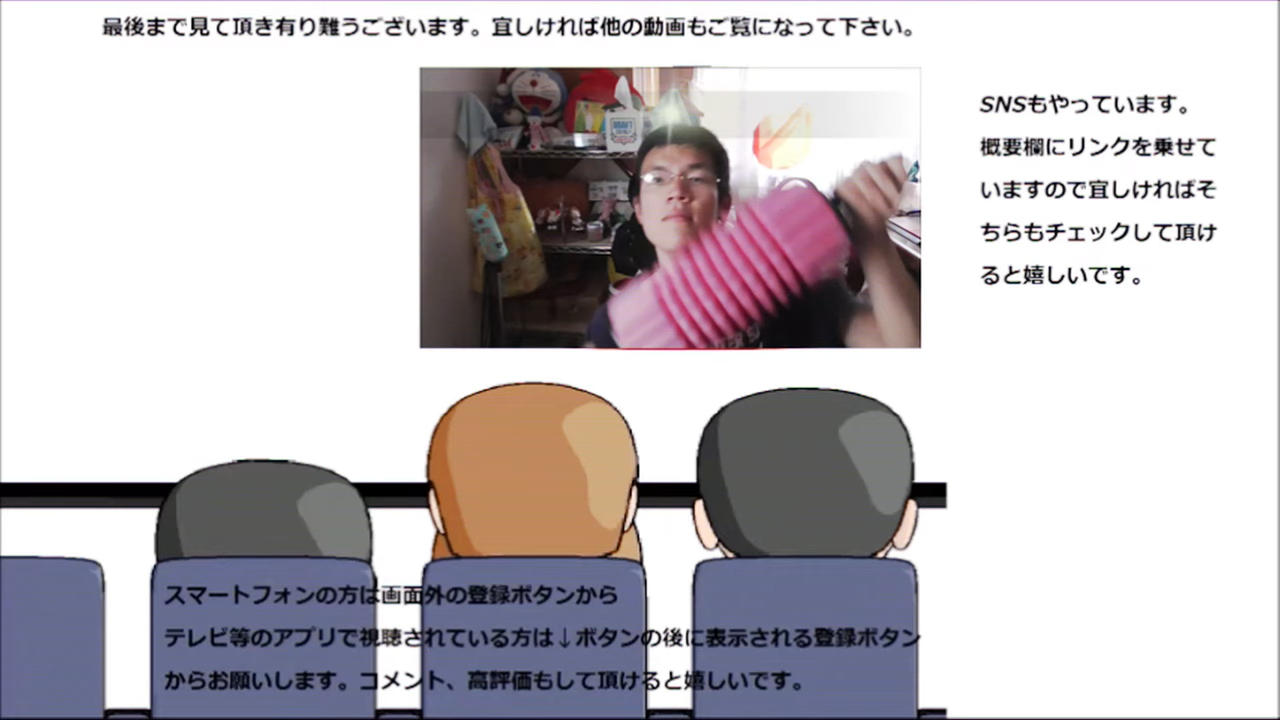 最後まで見て頂き有り難うございます。宜しければ他の動画もご覧になって下さい。
SNSもやっています。
概要欄にリンクを乗せて
いますので宜しければそ
ちらもチェックして頂け
ると嬉しいです。
スマートフォンの方は画面外の登録ボタンから
テレビ等のアプリで視聴されている方は↓ボタンの後に表示される登録ボタン
からお願いします。コメント、高評価もして頂けると嬉しいです。